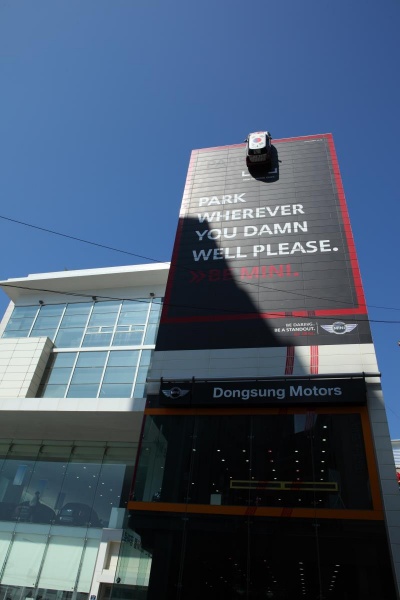 PARK
WHEREVER
YOU DAMN
WELL PLEASE.
>>BE MINI.
BE DARING.
BE A STANDOUT.
Dongsung Motors